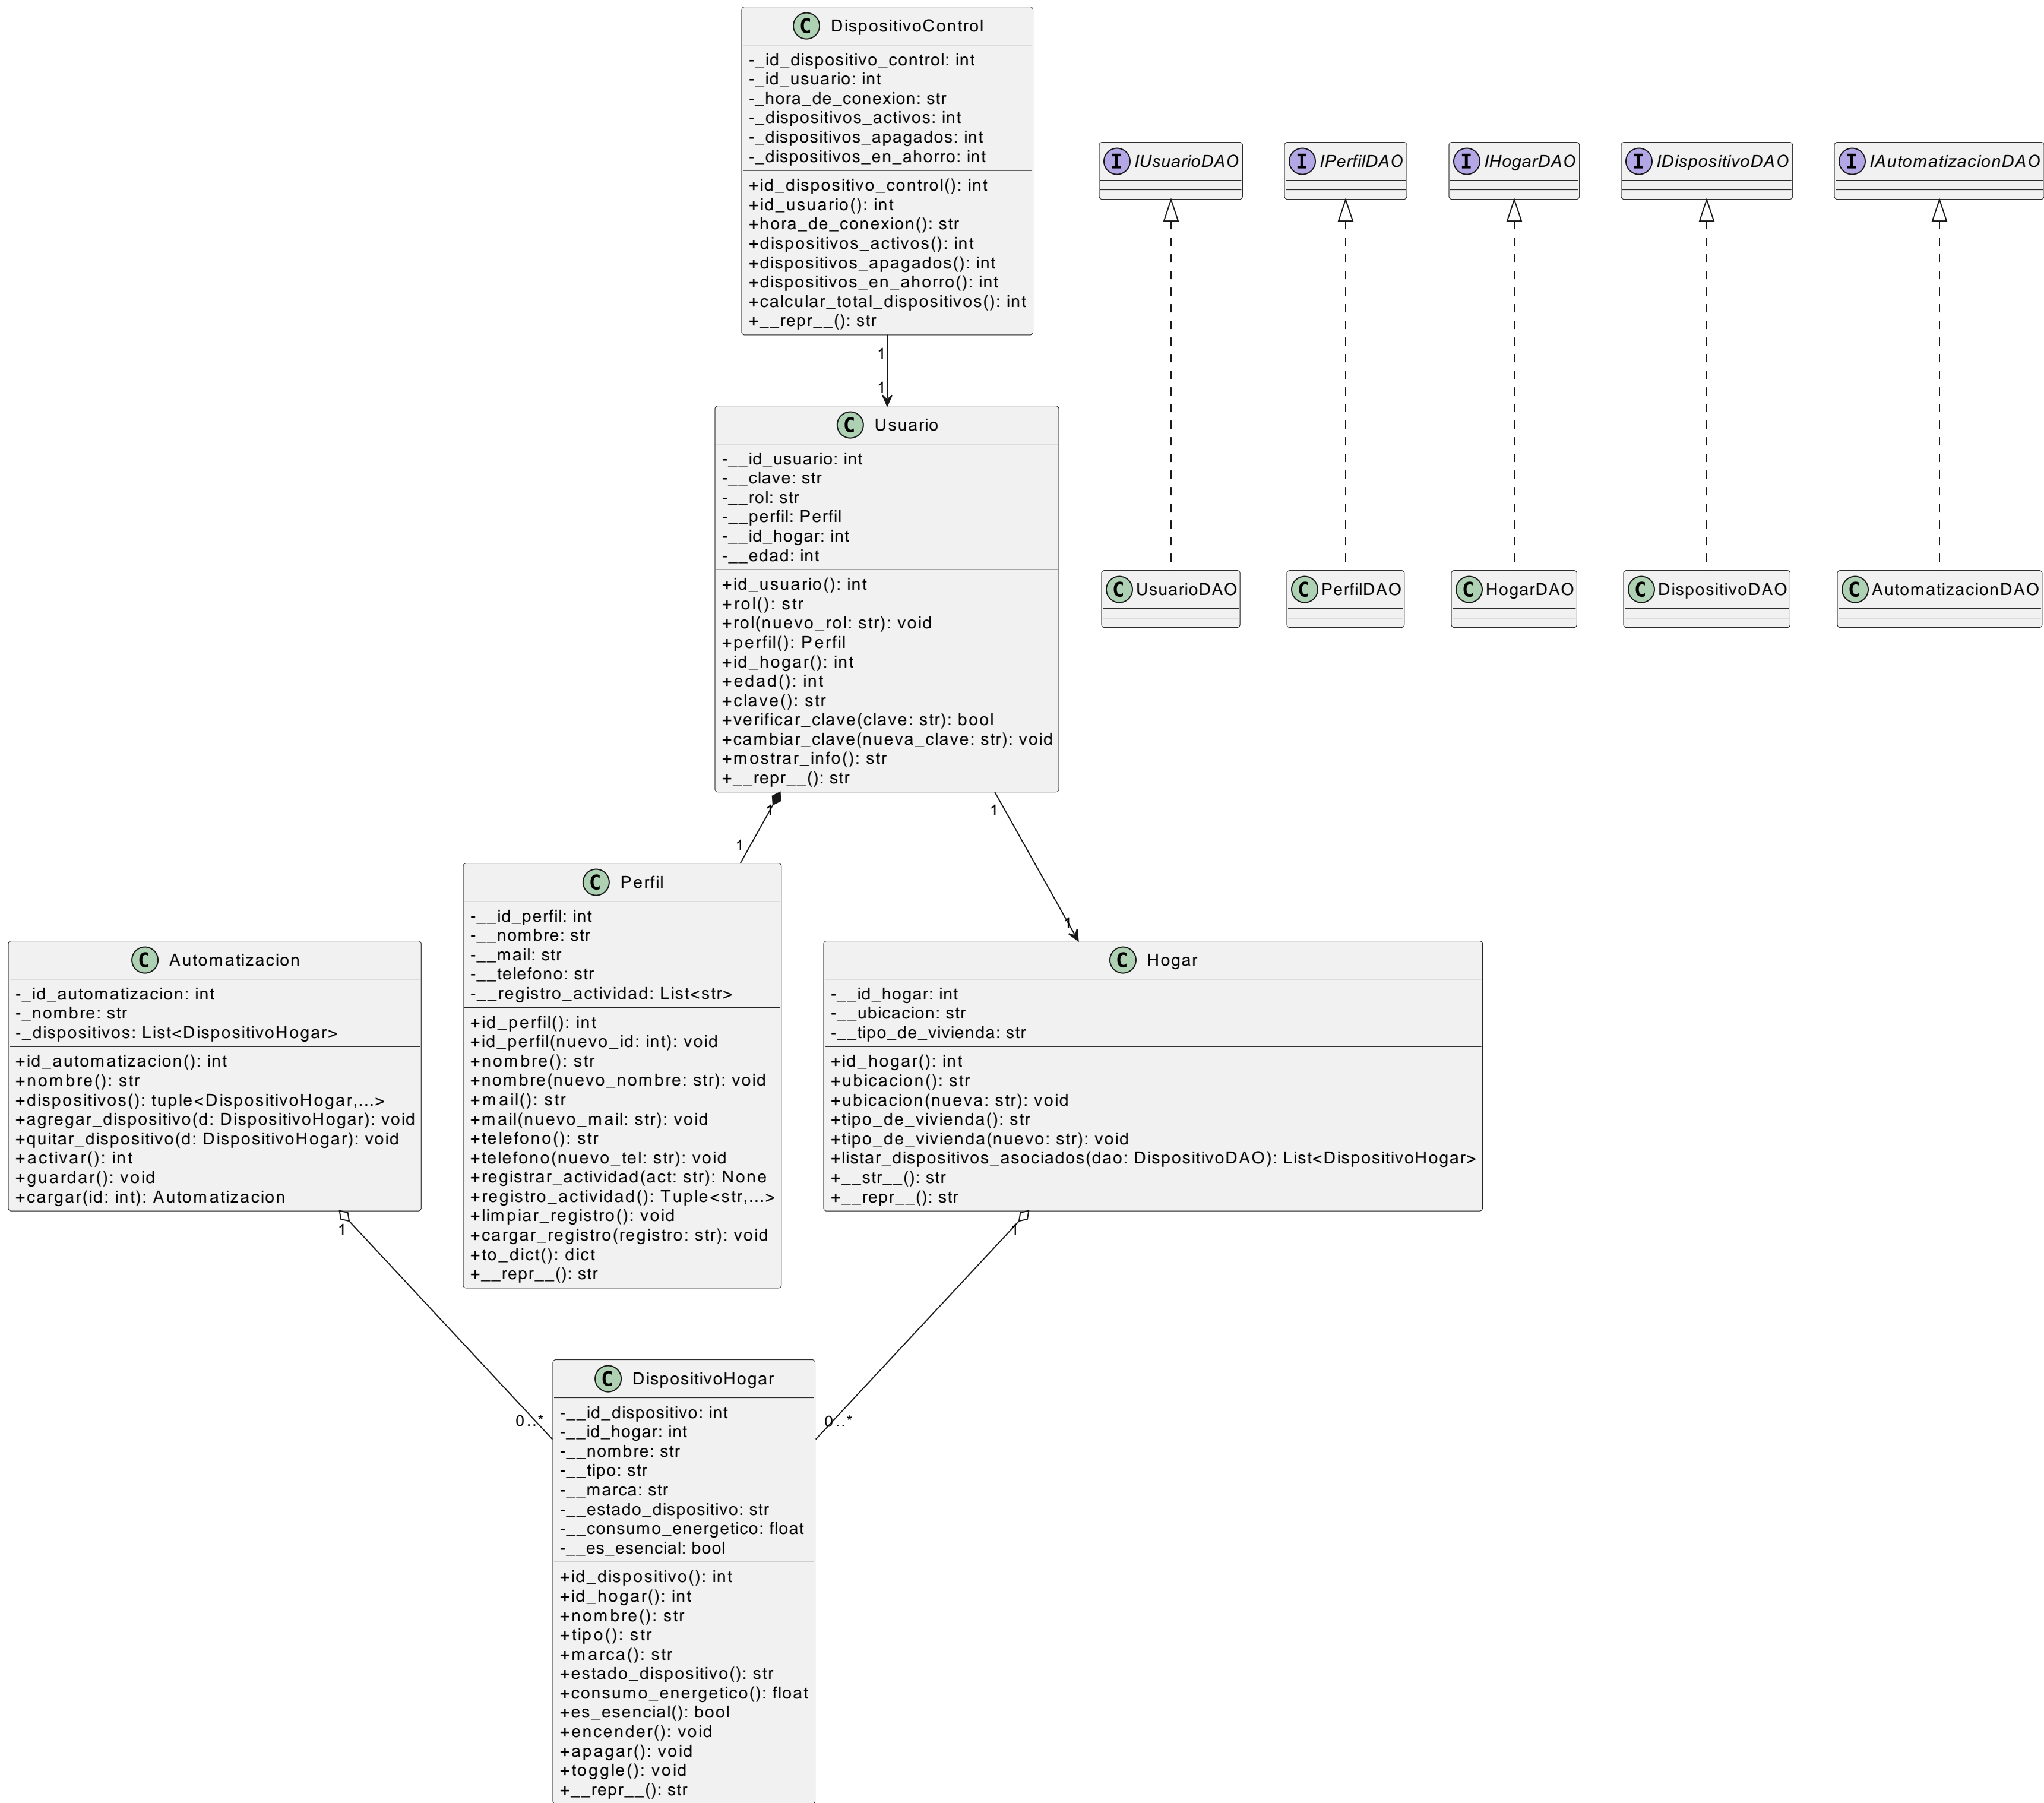 C DispositivoControl
-_id_dispositivo_control: int
-_id_usuario: int
-_hora_de_conexion: str
-_dispositivos_activos: int
-_dispositivos_apagados: int
-_dispositivos_en_ahorro: int
+id_dispositivo_control(): int
+id_usuario(): int
+hora_de_conexion(): str
+dispositivos_activos(): int
+dispositivos_apagados(): int
+dispositivos_en_ahorro(): int
+calcular_total_dispositivos(): int
+__repr__(): str
1
1
I IUsuarioDAO
I IPerfilDAO
I IHogarDAO
I IDispositivoDAO
I IAutomatizacionDAO
C UsuarioDAO
C PerfilDAO
C HogarDAO
C DispositivoDAO
C AutomatizacionDAO
C Usuario
-__id_usuario: int
-__clave: str
-__rol: str
-__perfil: Perfil
-__id_hogar: int
-__edad: int
+id_usuario(): int
+rol(): str
+rol(nuevo_rol: str): void
+perfil(): Perfil
+id_hogar(): int
+edad(): int
+clave(): str
+verificar_clave(clave: str): bool
+cambiar_clave(nueva_clave: str): void
+mostrar_info(): str
+__repr__(): str
1
1
1
1
C Automatizacion
-_id_automatizacion: int
-_nombre: str
-_dispositivos: List<DispositivoHogar>
+id_automatizacion(): int
+nombre(): str
+dispositivos(): tuple<DispositivoHogar,...>
+agregar_dispositivo(d: DispositivoHogar): void
+quitar_dispositivo(d: DispositivoHogar): void
+activar(): int
+guardar(): void
+cargar(id: int): Automatizacion
1
C Perfil
-__id_perfil: int
-__nombre: str
-__mail: str
-__telefono: str
-__registro_actividad: List<str>
+id_perfil(): int
+id_perfil(nuevo_id: int): void
+nombre(): str
+nombre(nuevo_nombre: str): void
+mail(): str
+mail(nuevo_mail: str): void
+telefono(): str
+telefono(nuevo_tel: str): void
+registrar_actividad(act: str): None
+registro_actividad(): Tuple<str,...>
+limpiar_registro(): void
+cargar_registro(registro: str): void
+to_dict(): dict
+__repr__(): str
C Hogar
-__id_hogar: int
-__ubicacion: str
-__tipo_de_vivienda: str
+id_hogar(): int
+ubicacion(): str
+ubicacion(nueva: str): void
+tipo_de_vivienda(): str
+tipo_de_vivienda(nuevo: str): void
+listar_dispositivos_asociados(dao: DispositivoDAO): List<DispositivoHogar>
+__str__(): str
+__repr__(): str
1
0..*
0..*
C DispositivoHogar
-__id_dispositivo: int
-__id_hogar: int
-__nombre: str
-__tipo: str
-__marca: str
-__estado_dispositivo: str
-__consumo_energetico: float
-__es_esencial: bool
+id_dispositivo(): int
+id_hogar(): int
+nombre(): str
+tipo(): str
+marca(): str
+estado_dispositivo(): str
+consumo_energetico(): float
+es_esencial(): bool
+encender(): void
+apagar(): void
+toggle(): void
+__repr__(): str